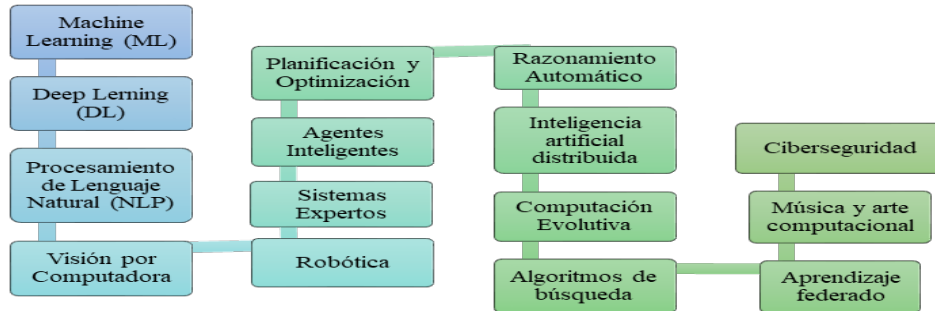 Machine
Learning (ML)
Deep Lerning
(DL)
Procesamiento
de Lenguaje
Natural (NLP)
Visión por
Computadora
Robótica
Sistemas
Expertos
Agentes
Inteligentes
Planificación y
Optimización
Razonamiento
Automático
Inteligencia
artificial
distribuida
Computación
Evolutiva
Algoritmos de
búsqueda
Aprendizaje
federado
Música y arte
computacional
Ciberseguridad